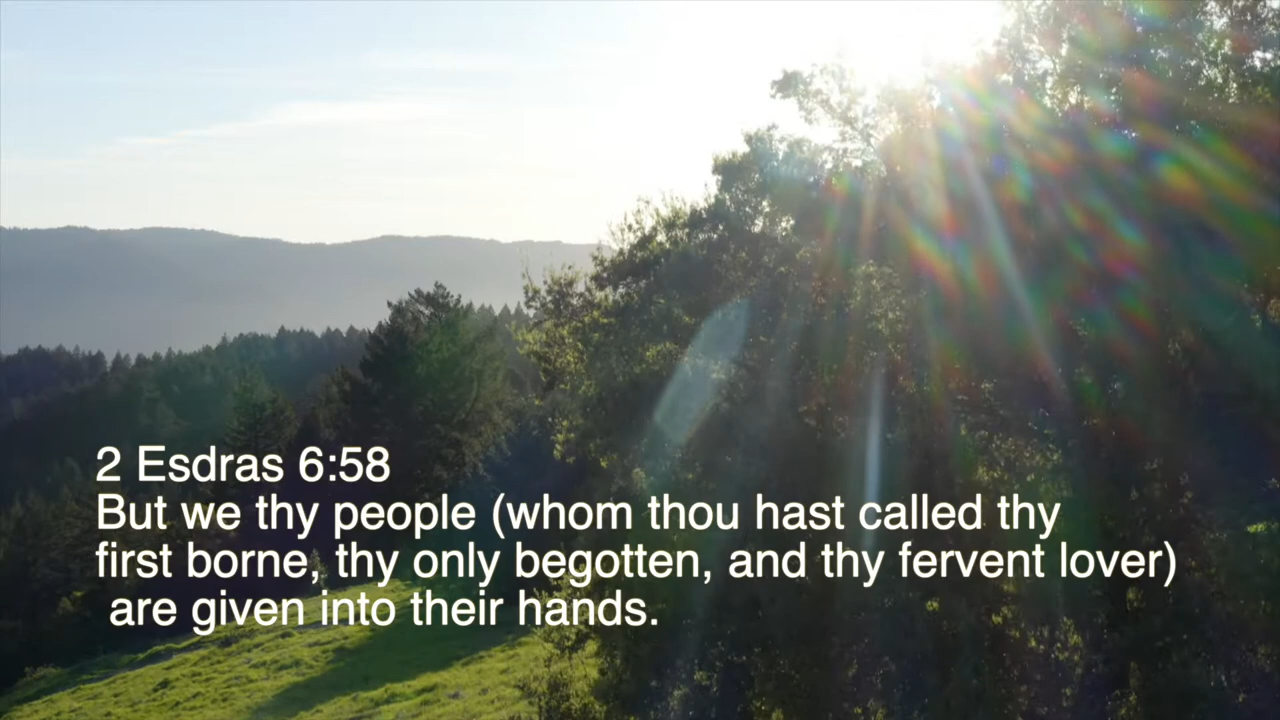 2 Esdras 6:58
But we thy people (whom thou hast called thy
first borne, thy only begotten, and thy fervent lover)
are given into their hands.